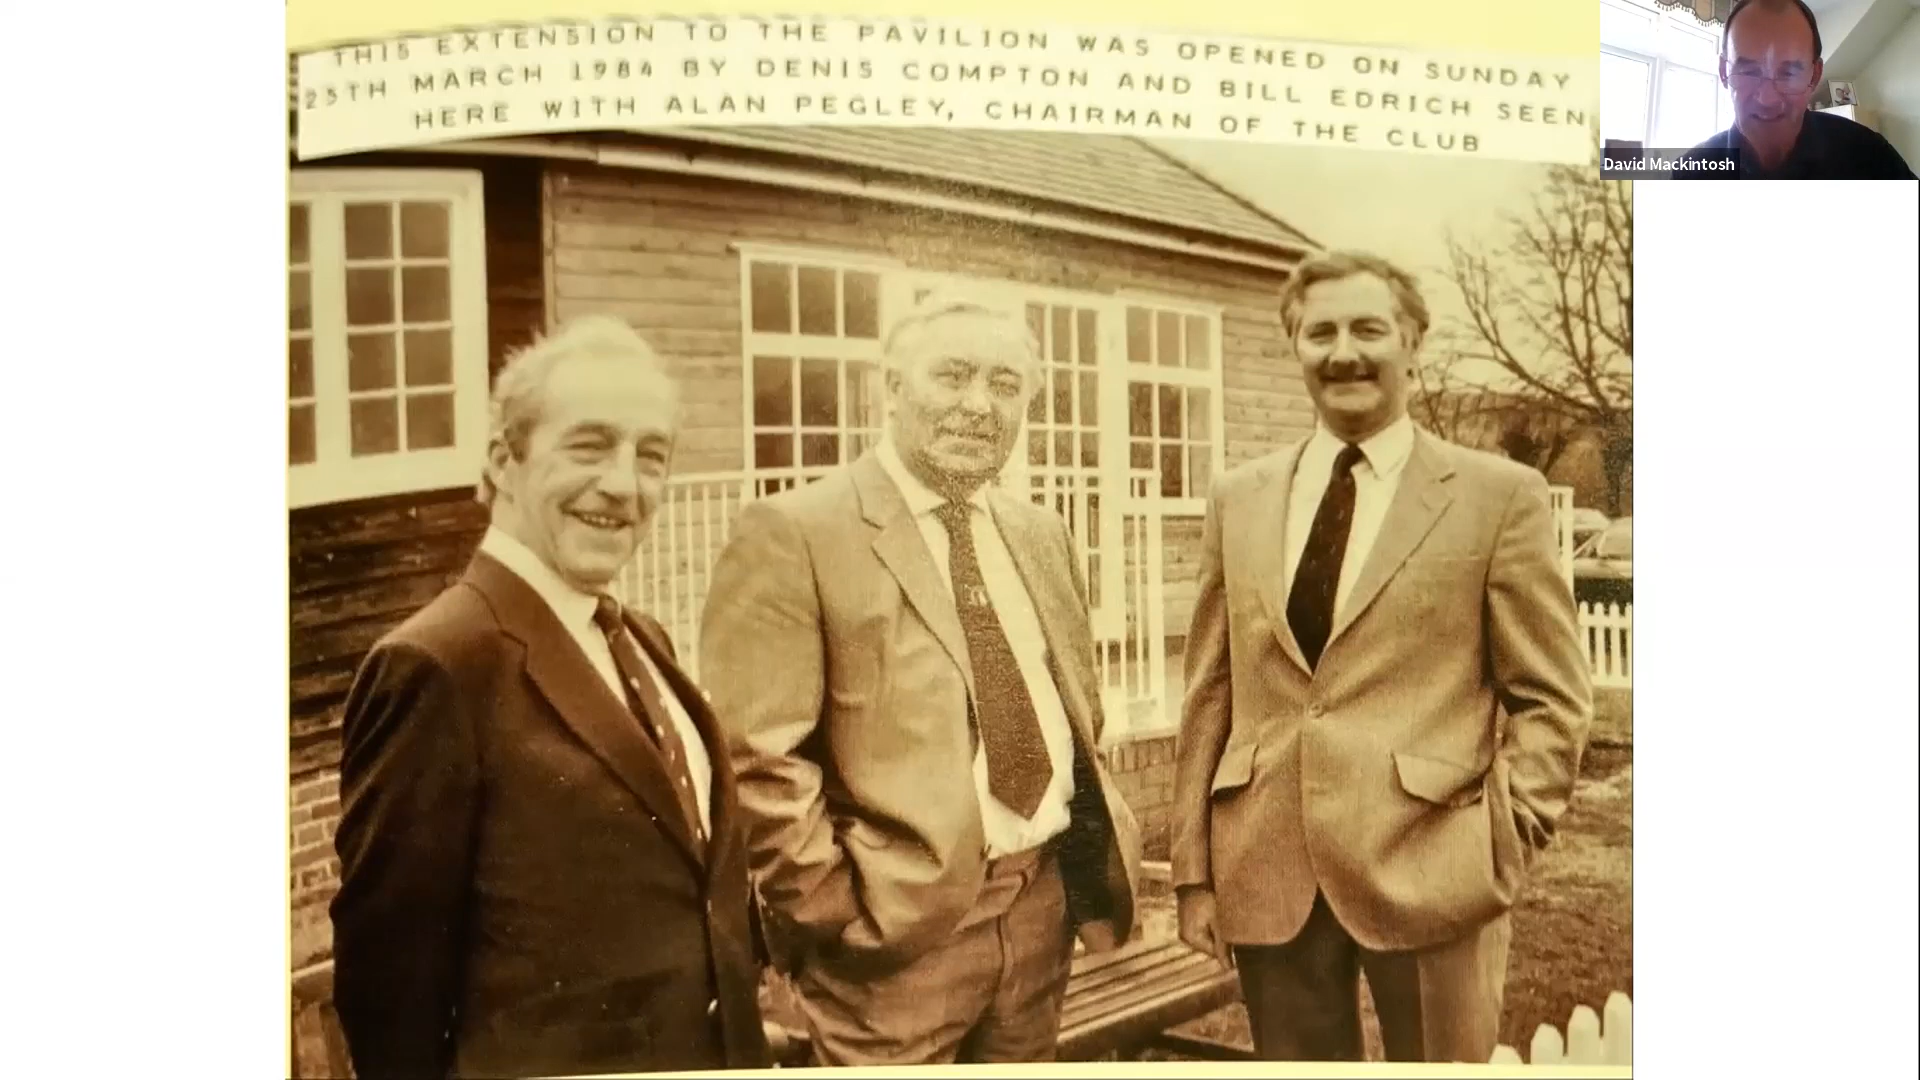 THIS EXTENSION TO THE PAVILION WAS OPENED ON SUNDAY
25TH MARCH 1984 BY DENIS COMPTON AND BILL EDRICH SEEN
HERE WITH ALAN PEGLEY, CHAIRMAN OF THE CLUB
David Mackintosh